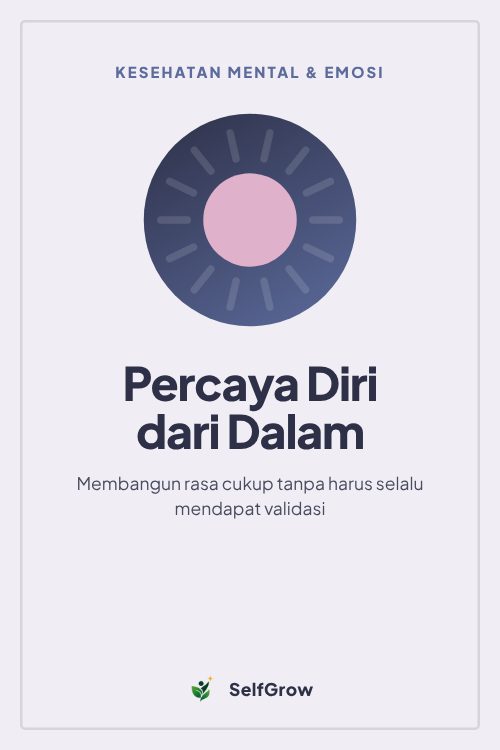 KESEHATAN MENTAL & EMOSI
Percaya Diri
dari Dalam
Membangun rasa cukup tanpa harus selalu
mendapat validasi
SelfGrow